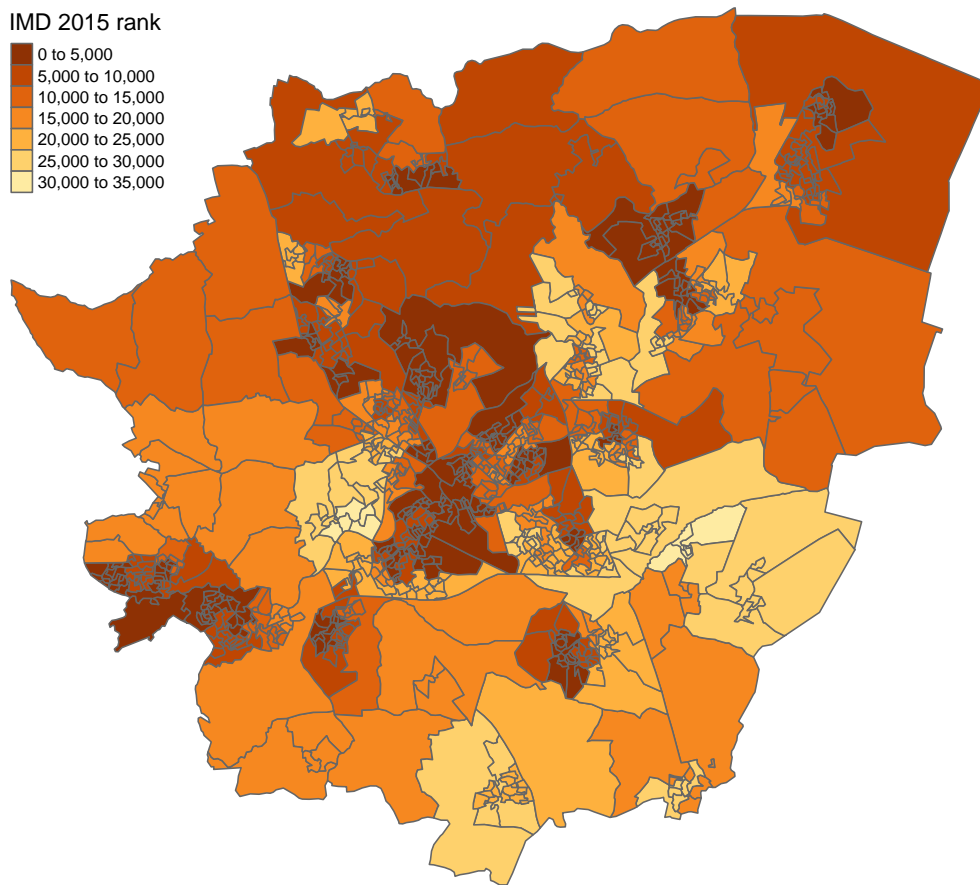 IMD 2015 rank
0 to 5,000
5,000 to 10,000
10,000 to 15,000
15,000 to 20,000
20,000 to 25,000
25,000 to 30,000
30,000 to 35,000